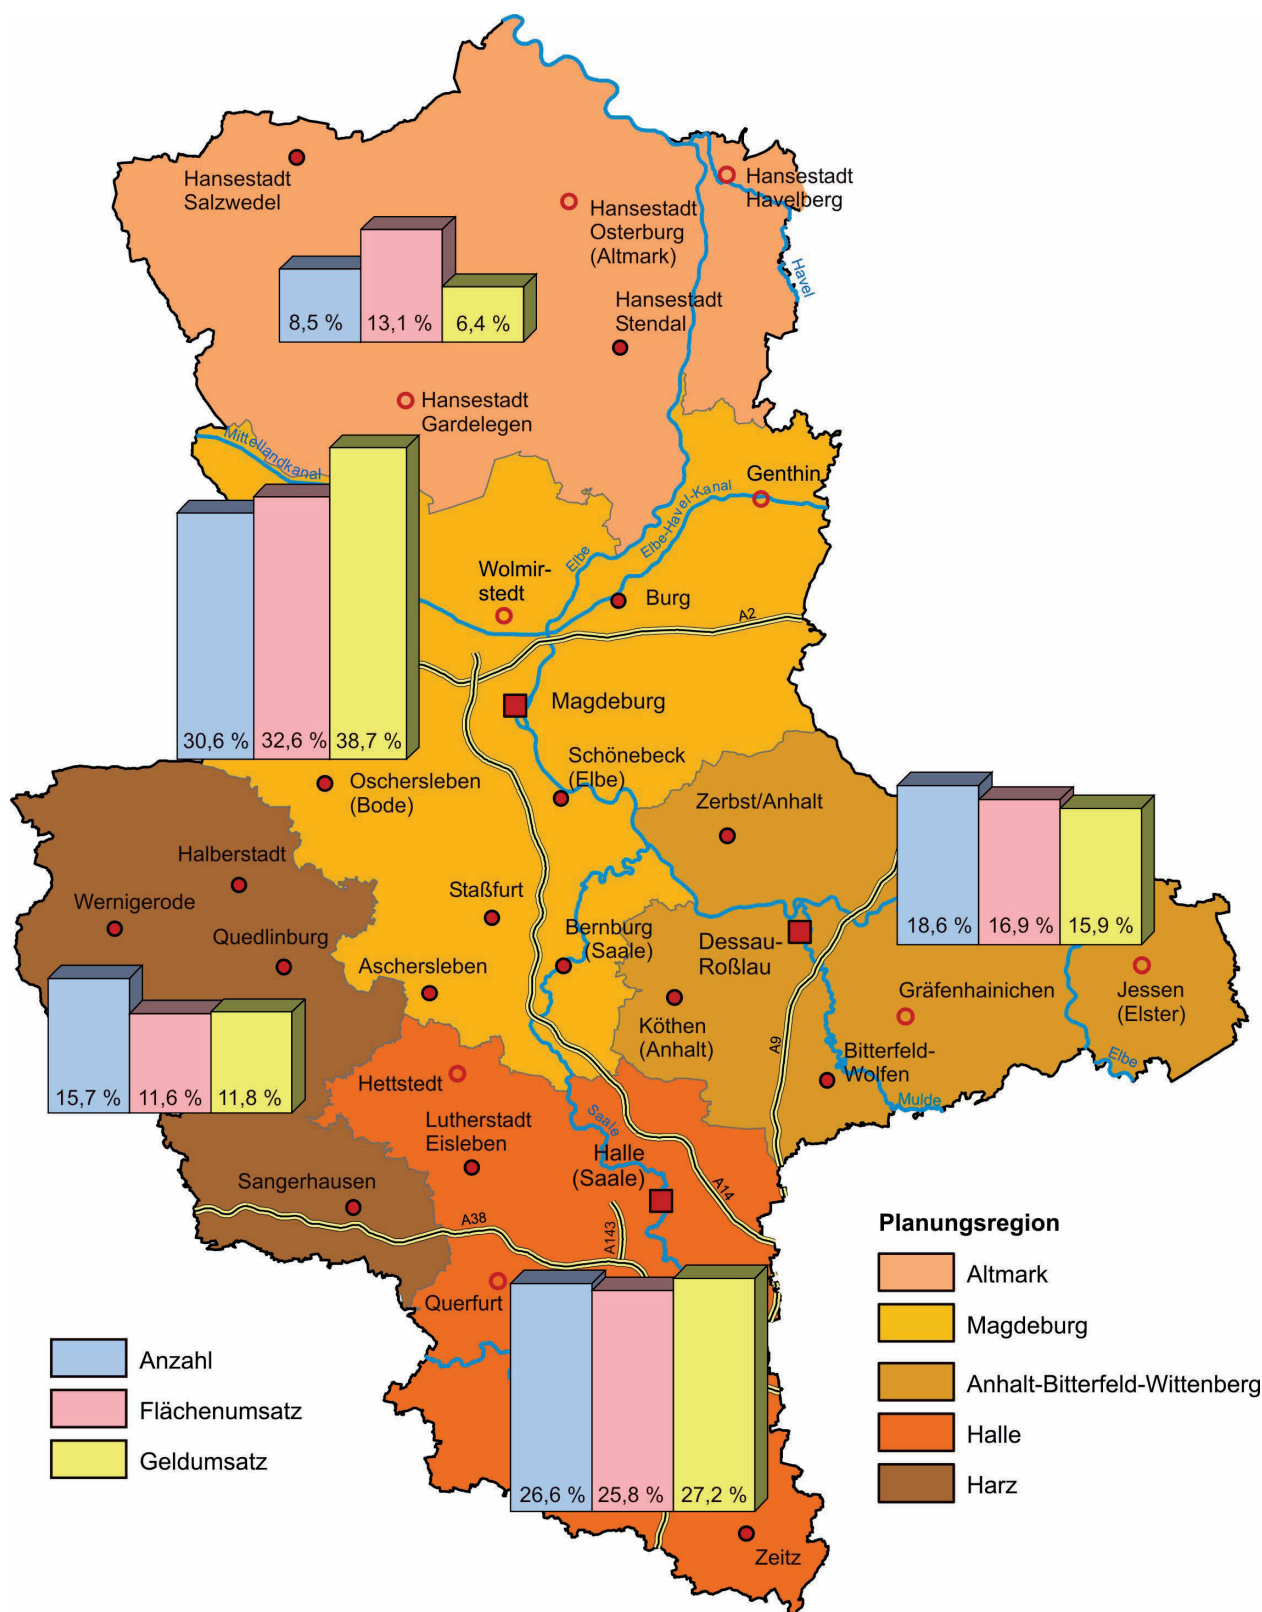 Hansestadt
Salzwedel
Hansestadt
Havelberg
Hansestadt
Osterburg
(Altmark)
Havel
Hansestadt
Stendal
8,5 %
13,1 %
6,4 %
Hansestadt
Gardelegen
Mittellandkanal
Genthin
Elbe-Havel-Kanal
Elbe
Wolmir-
stedt
Burg
A2
Magdeburg
30,6 %
32,6 %
38,7 %
Schönebeck
(Elbe)
Oschersleben
(Bode)
Zerbst/Anhalt
Halberstadt
Wernigerode
Staßfurt
Quedlinburg
Bernburg
(Saale)
Dessau-
Roßlau
18,6 %
16,9 %
15,9 %
Aschersleben
Gräfenhainichen
Jessen
(Elster)
Köthen
(Anhalt)
A9
Bitterfeld-
Wolfen
Elbe
Mulde
15,7 %
11,6 %
11,8 %
Hettstedt
Lutherstadt
Eisleben
Saale
Halle
(Saale)
Sangerhausen
A14
A38
A143
Querfurt
26,6 %
25,8 %
27,2 %
Zeitz
Anzahl
Flächenumsatz
Geldumsatz
Planungsregion
Altmark
Magdeburg
Anhalt-Bitterfeld-Wittenberg
Halle
Harz